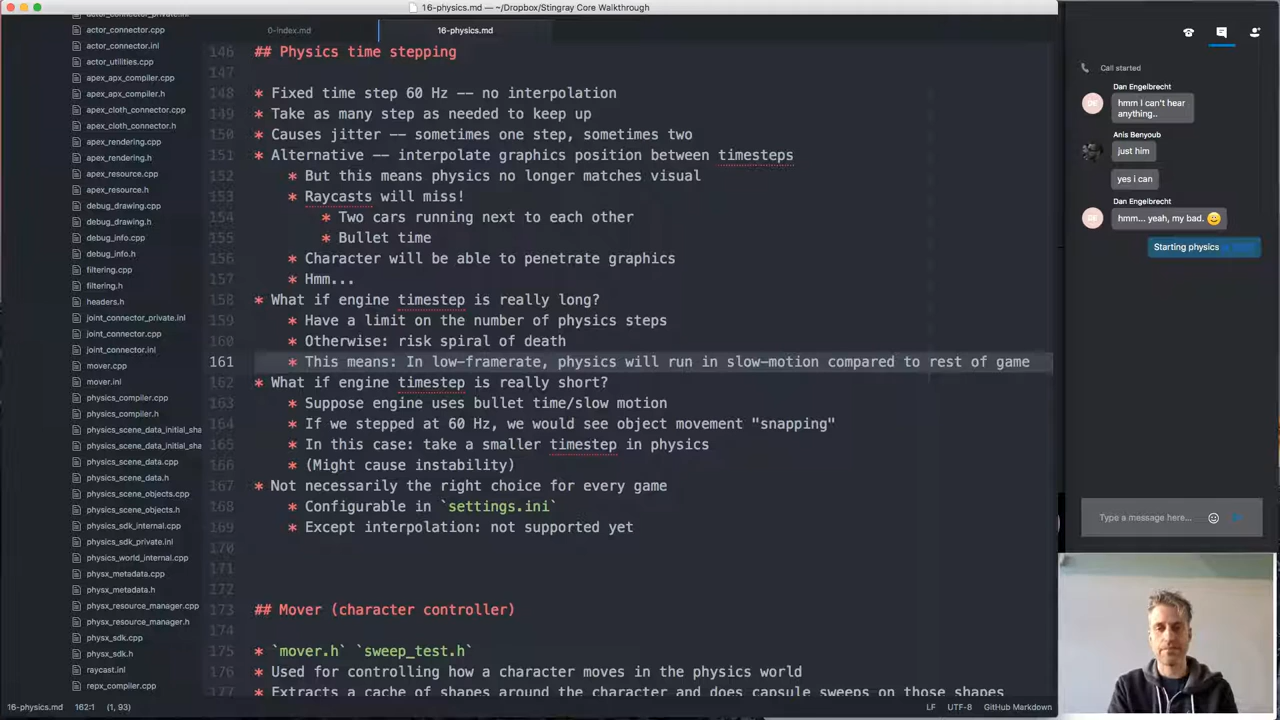 16-physics.md — ~/Dropbox/Stingray Core Walkthrough
0-index.md
16-physics.md
actor_connector.cpp
actor_connector.inl
actor_utilities.cpp
apex_apx_compiler.cpp
apex_apx_compiler.h
apex_cloth_connector.cpp
apex_cloth_connector.h
apex_rendering.cpp
apex_rendering.h
apex_resource.cpp
apex_resource.h
debug_drawing.cpp
debug_drawing.h
debug_info.cpp
debug_info.h
filtering.cpp
filtering.h
headers.h
joint_connector_private.inl
joint_connector.cpp
joint_connector.inl
mover.cpp
mover.inl
physics_compiler.cpp
physics_compiler.h
physics_scene_data_initial_sha
physics_scene_data_initial_sha
physics_scene_data.cpp
physics_scene_data.h
physics_scene_objects.cpp
physics_scene_objects.h
physics_sdk_internal.cpp
physics_sdk_private.inl
physics_world_internal.cpp
physx_metadata.cpp
physx_metadata.h
physx_resource_manager.cpp
physx_resource_manager.h
physx_sdk.cpp
physx_sdk.h
raycast.inl
repx_compiler.cpp
146 ## Physics time stepping
147
148 * Fixed time step 60 Hz -- no interpolation
149 * Take as many step as needed to keep up
150 * Causes jitter -- sometimes one step, sometimes two
151 * Alternative -- interpolate graphics position between timesteps
152 * But this means physics no longer matches visual
153 * Raycasts will miss!
154 * Two cars running next to each other
155 * Bullet time
156 * Character will be able to penetrate graphics
157 * Hmm...
158 * What if engine timestep is really long?
159 * Have a limit on the number of physics steps
160 * Otherwise: risk spiral of death
161 * This means: In low-framerate, physics will run in slow-motion compared to rest of game
162 * What if engine timestep is really short?
163 * Suppose engine uses bullet time/slow motion
164 * If we stepped at 60 Hz, we would see object movement "snapping"
165 * In this case: take a smaller timestep in physics
166 * (Might cause instability)
167 * Not necessarily the right choice for every game
168 * Configurable in `settings.ini`
169 * Except interpolation: not supported yet
170
171
172
173 ## Mover (character controller)
174
175 * `mover.h` `sweep_test.h`
176 * Used for controlling how a character moves in the physics world
177 * Extracts a cache of shapes around the character and does capsule sweeps on those shapes
16-physics.md 162:1 (1, 93)
LF UTF-8 GitHub Markdown
Call started
Dan Engelbrecht
DE
hmm I can't hear
anything..
Anis Benyoub
just him
yes i can
Dan Engelbrecht
DE
hmm... yeah, my bad.
Starting physics
Type a message here...